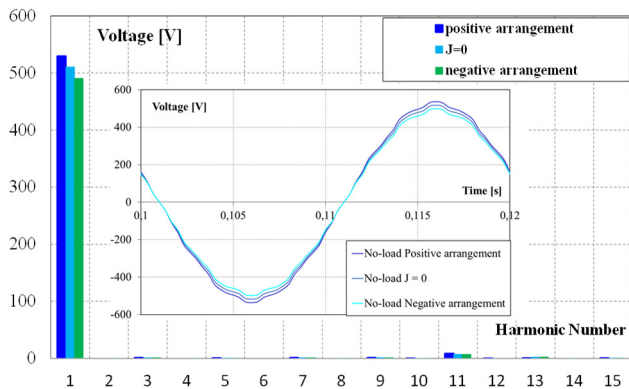 600
500
400
300
200
100
0
Voltage [V]
positive arrangement
J=0
negative arrangement
Voltage [V]
600
400
200
0
-200
-400
-600
Time [s]
0,1
0,105
0,11
0,115
0,12
No-load Positive arrangement
No-load J = 0
No-load Negative arrangement
Harmonic Number
1 2 3 4 5 6 7 8 9 10 11 12 13 14 15